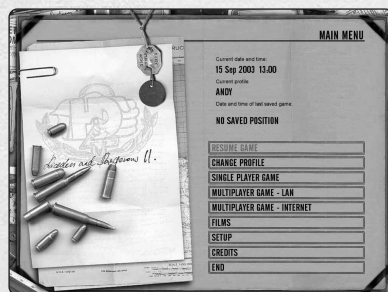 MAIN MENU
Current date and time:
15 Sep 2003 13:00
Current profile:
ANDY
Date and time of last saved game:
NO SAVED POSITION
RESUME GAME
CHANGE PROFILE
SINGLE PLAYER GAME
MULTIPLAYER GAME - LAN
MULTIPLAYER GAME - INTERNET
FILMS
SETUP
CREDITS
END
Hidden and Dangerous II.